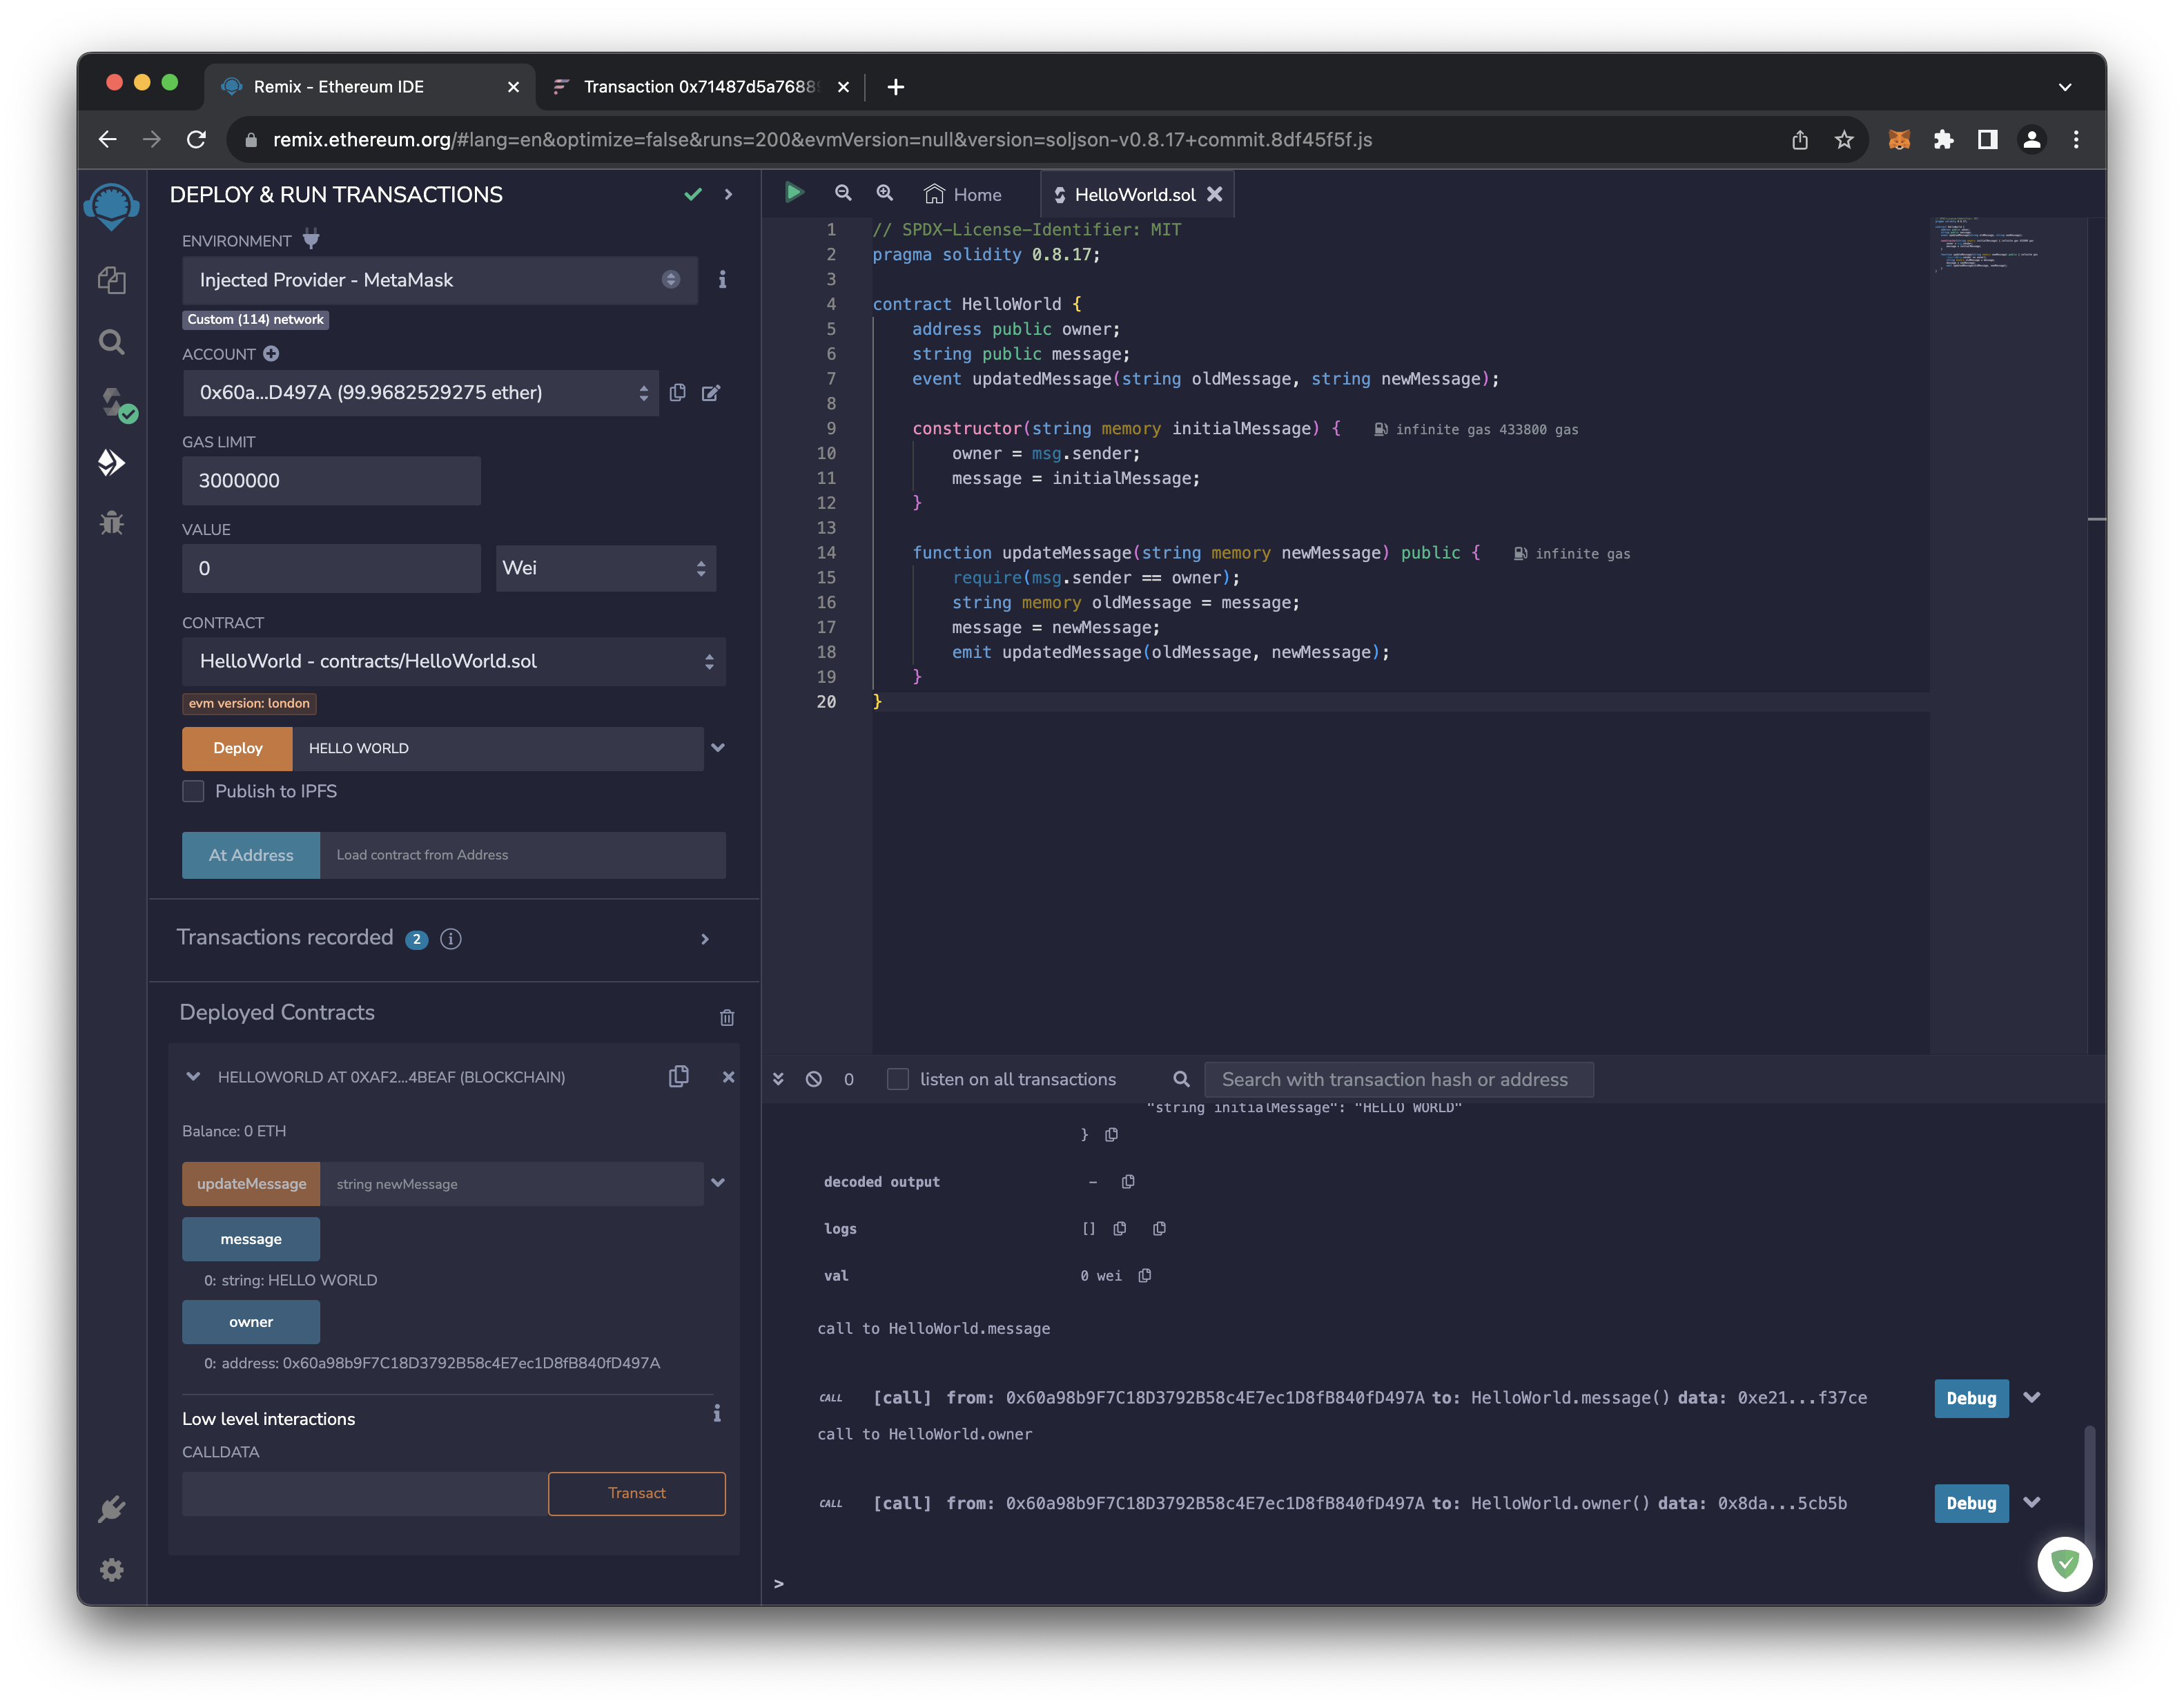 Remix - Ethereum IDE
Transaction 0x71487d5a7688
remix.ethereum.org/#lang=en&optimize=false&runs=200&evmVersion=null&version=soljson-v0.8.17+commit.8df45f5f.js
DEPLOY & RUN TRANSACTIONS
ENVIRONMENT
Injected Provider - MetaMask
Custom (114) network
ACCOUNT
0x60a...D497A (99.9682529275 ether)
GAS LIMIT
3000000
VALUE
0
Wei
CONTRACT
HelloWorld - contracts/HelloWorld.sol
evm version: london
Deploy
HELLO WORLD
Publish to IPFS
At Address
Load contract from Address
Transactions recorded 2
Deployed Contracts
HELLOWORLD AT 0XAF2...4BEAF (BLOCKCHAIN)
Balance: 0 ETH
updateMessage
string newMessage
message
0: string: HELLO WORLD
owner
0: address: 0x60a98b9F7C18D3792B58c4E7ec1D8fB840fD497A
Low level interactions
CALLDATA
Transact
Home
HelloWorld.sol
1 // SPDX-License-Identifier: MIT
2 pragma solidity 0.8.17;
3
4 contract HelloWorld {
5 address public owner;
6 string public message;
7 event updatedMessage(string oldMessage, string newMessage);
8
9 constructor(string memory initialMessage) { infinite gas 433800 gas
10 owner = msg.sender;
11 message = initialMessage;
12 }
13
14 function updateMessage(string memory newMessage) public { infinite gas
15 require(msg.sender == owner);
16 string memory oldMessage = message;
17 message = newMessage;
18 emit updatedMessage(oldMessage, newMessage);
19 }
20 }
0
listen on all transactions
Search with transaction hash or address
"string initialMessage": "HELLO WORLD"
}
decoded output -
logs []
val 0 wei
call to HelloWorld.message
CALL [call] from: 0x60a98b9F7C18D3792B58c4E7ec1D8fB840fD497A to: HelloWorld.message() data: 0xe21...f37ce
Debug
call to HelloWorld.owner
CALL [call] from: 0x60a98b9F7C18D3792B58c4E7ec1D8fB840fD497A to: HelloWorld.owner() data: 0x8da...5cb5b
Debug
>